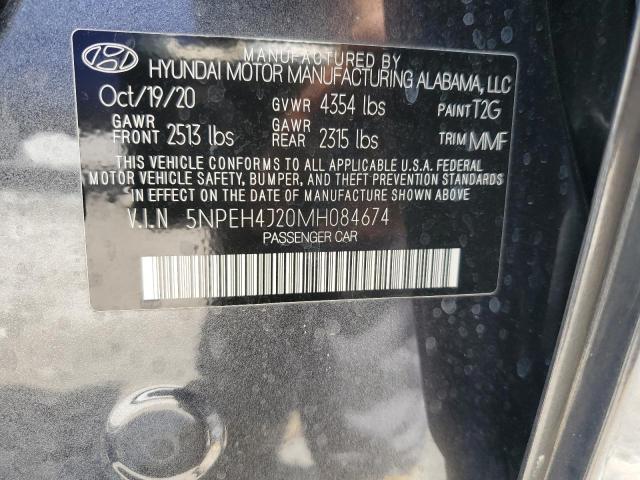 MANUFACTURED BY
HYUNDAI MOTOR MANUFACTURING ALABAMA, LLC
Oct/19/20 GVWR 4354 lbs PAINT T2G
GAWR FRONT 2513 lbs GAWR REAR 2315 lbs TRIM MMF
THIS VEHICLE CONFORMS TO ALL APPLICABLE U.S.A. FEDERAL
MOTOR VEHICLE SAFETY, BUMPER, AND THEFT PREVENTION STANDARDS
IN EFFECT ON THE DATE OF MANUFACTURE SHOWN ABOVE.
V.I.N 5NPEH4J20MH084674
PASSENGER CAR